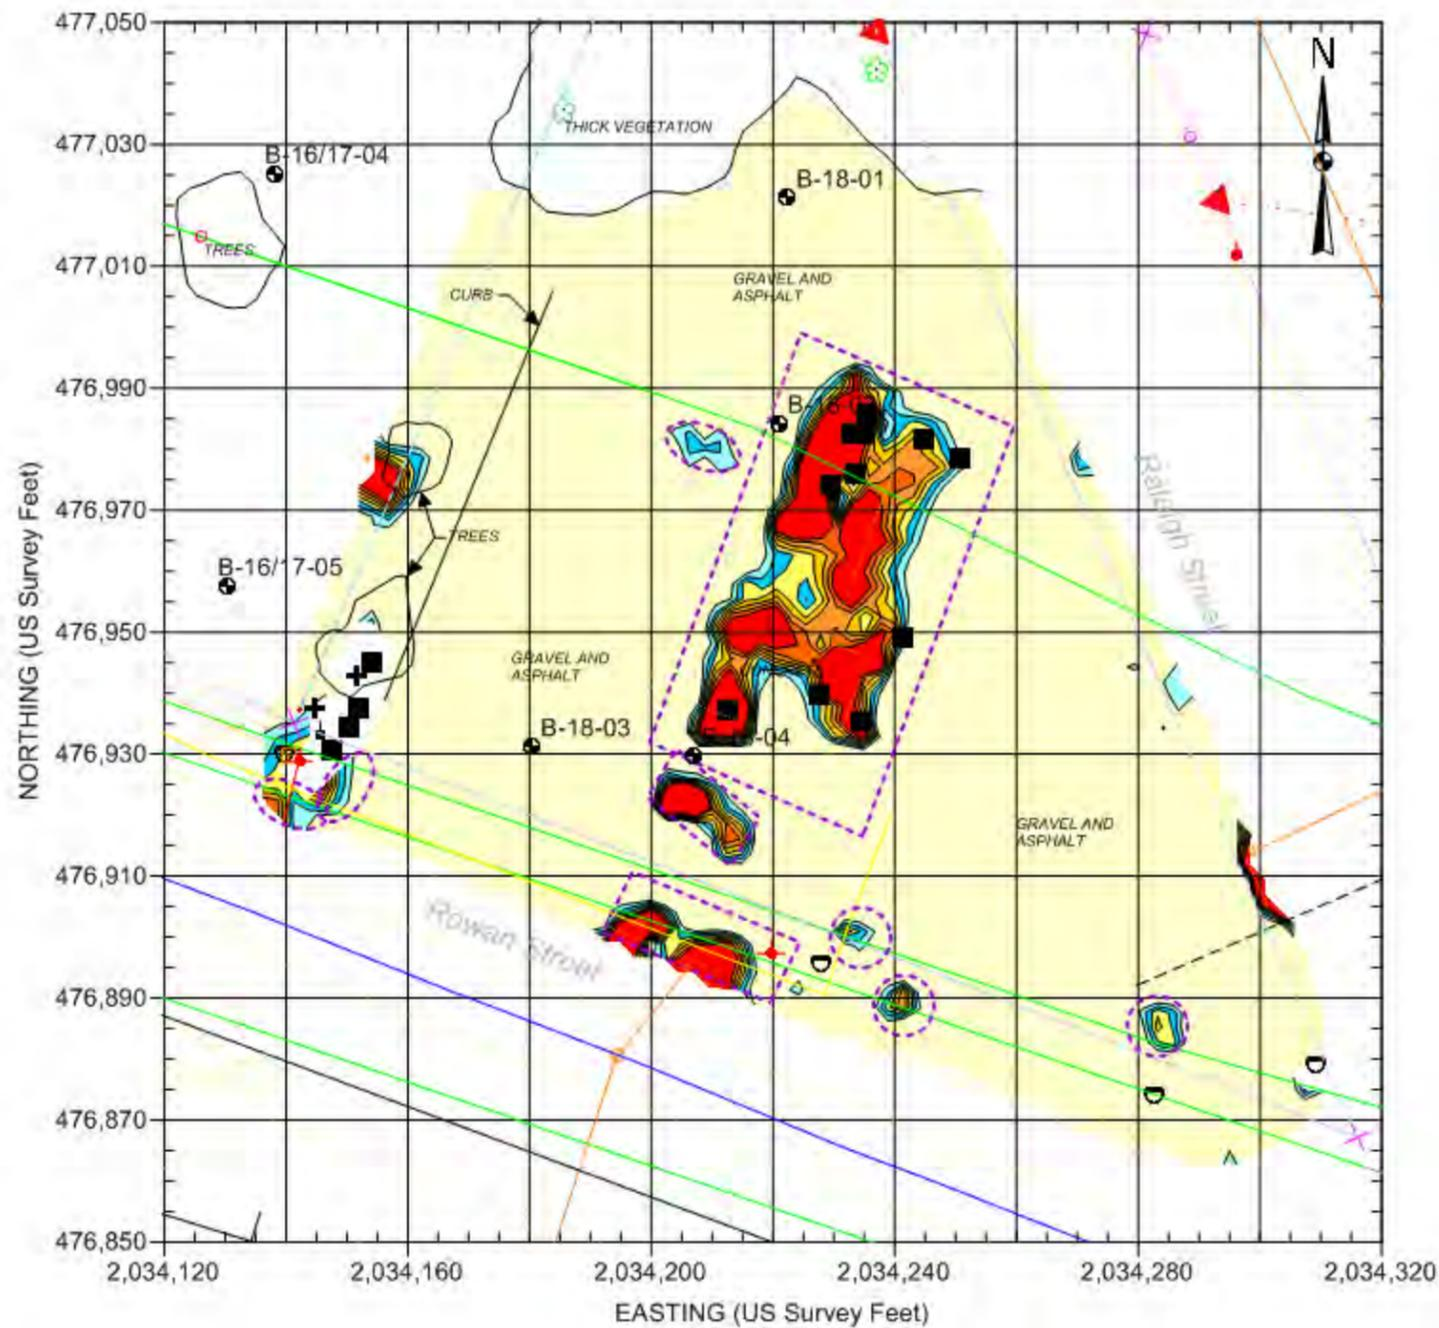 477,050
N
THICK VEGETATION
477,030
B-16/17-04
B-18-01
TREES
477,010
GRAVEL AND
ASPHALT
CURB
476,990
476,970
Raleigh Street
TREES
B-16/17-05
476,950
GRAVEL AND
ASPHALT
B-18-03
-04
476,930
GRAVEL AND
ASPHALT
476,910
Rowan Street
476,890
476,870
476,850
2,034,120
2,034,160
2,034,200
2,034,240
2,034,280
2,034,320
EASTING (US Survey Feet)
NORTHING (US Survey Feet)